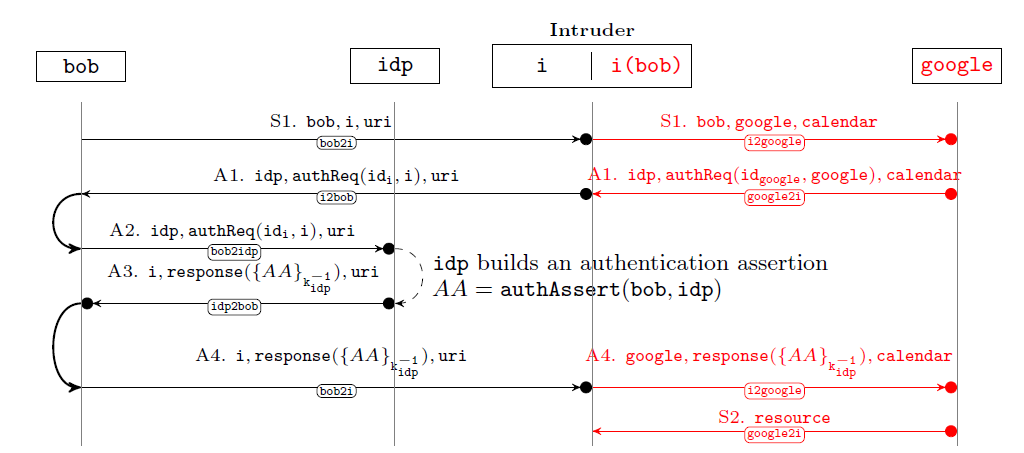 Intruder
bob
idp
i
i(bob)
google
S1. bob, i, uri
bob2i
S1. bob, google, calendar
i2google
A1. idp, authReq(id_i, i), uri
i2bob
A1. idp, authReq(id_google, google), calendar
google2i
A2. idp, authReq(id_i, i), uri
bob2idp
idp builds an authentication assertion
AA = authAssert(bob, idp)
A3. i, response({AA}_{k_idp^{-1}}), uri
idp2bob
A4. i, response({AA}_{k_idp^{-1}}), uri
bob2i
A4. google, response({AA}_{k_idp^{-1}}), calendar
i2google
S2. resource
google2i